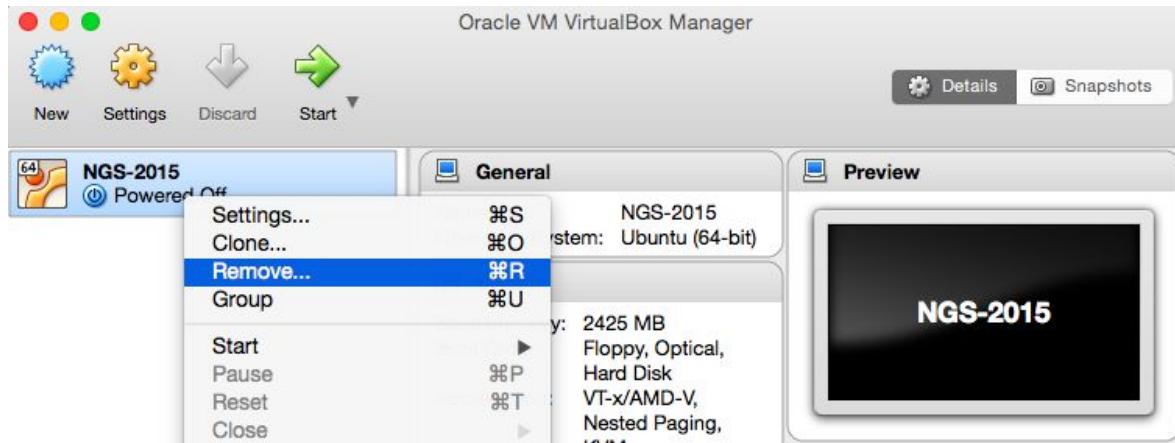 Oracle VM VirtualBox Manager
New Settings Discard Start
Details Snapshots
64 NGS-2015
Powered Off
Settings... ⌘S
Clone... ⌘O
Remove... ⌘R
Group ⌘U
Start
Pause ⌘P
Reset ⌘T
Close
General
NGS-2015
stem: Ubuntu (64-bit)
y: 2425 MB
Floppy, Optical,
Hard Disk
VT-x/AMD-V,
Nested Paging,
Preview
NGS-2015